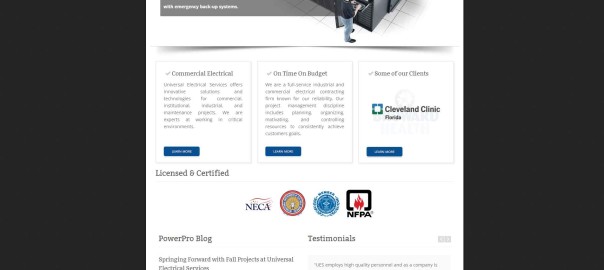 with emergency back-up systems.
Commercial Electrical
Universal Electrical Services offers
innovative solutions and
technologies for commercial,
institutional, industrial and
maintenance projects. We are
experts at working in critical
environments.
LEARN MORE
On Time On Budget
We are a full-service industrial and
commercial electrical contracting
firm known for our reliability. Our
project management discipline
includes: planning, organizing,
motivating, and controlling
resources to consistently achieve
customers goals.
LEARN MORE
Some of our Clients
Cleveland Clinic
Florida
HEALTH
LEARN MORE
Licensed & Certified
NECA
NFPA
PowerPro Blog
Springing Forward with Fall Projects at Universal
Electrical Services
Testimonials
"UES employs high quality personnel and as a company is